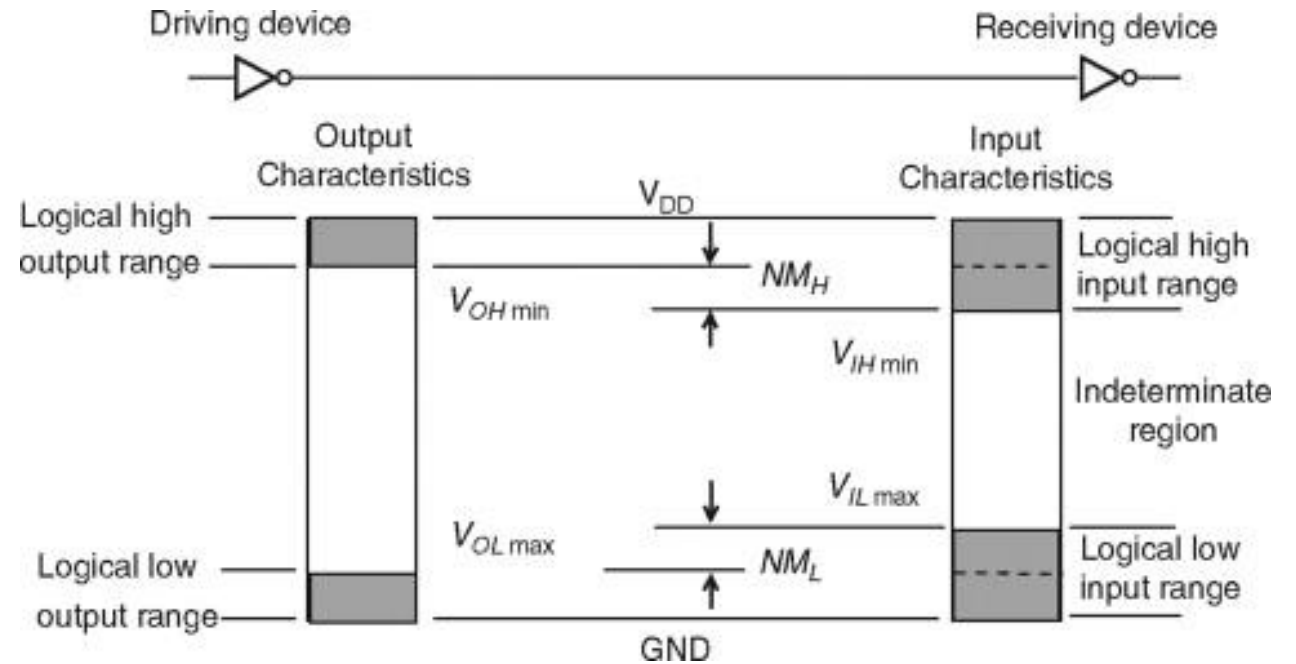 Driving device
Receiving device
Output
Characteristics
Input
Characteristics
V_DD
Logical high
output range
Logical high
input range
NM_H
V_OH min
V_IH min
Indeterminate
region
V_IL max
V_OL max
Logical low
output range
NM_L
Logical low
input range
GND